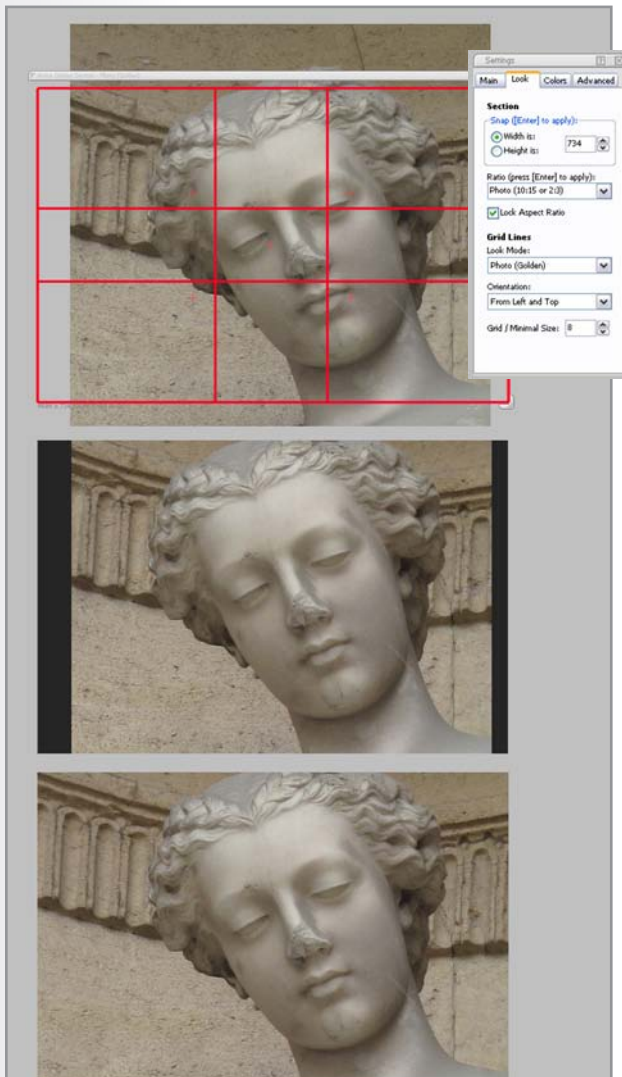 Settings
Main Look Colors Advanced
Section
Snap ([Enter] to apply):
Width is:
734
Height is:
Ratio (press [Enter] to apply):
Photo (10:15 or 2:3)
Lock Aspect Ratio
Grid Lines
Look Mode:
Photo (Golden)
Orientation:
From Left and Top
Grid / Minimal Size: 8